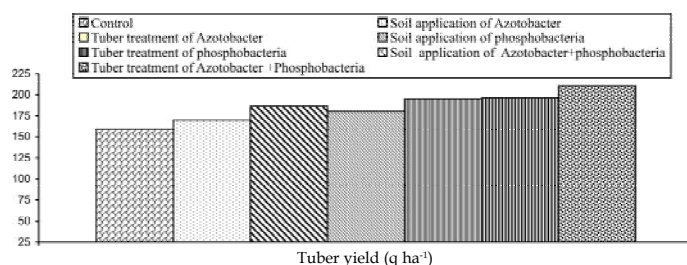 Control
Soil application of Azotobacter
Tuber treatment of Azotobacter
Soil application of phosphobacteria
Tuber treatment of phosphobacteria
Soil application of Azotobacter+phosphobacteria
Tuber treatment of Azotobacter +Phosphobacteria
225
200
175
150
125
100
75
50
25
Tuber yield (q ha-1)